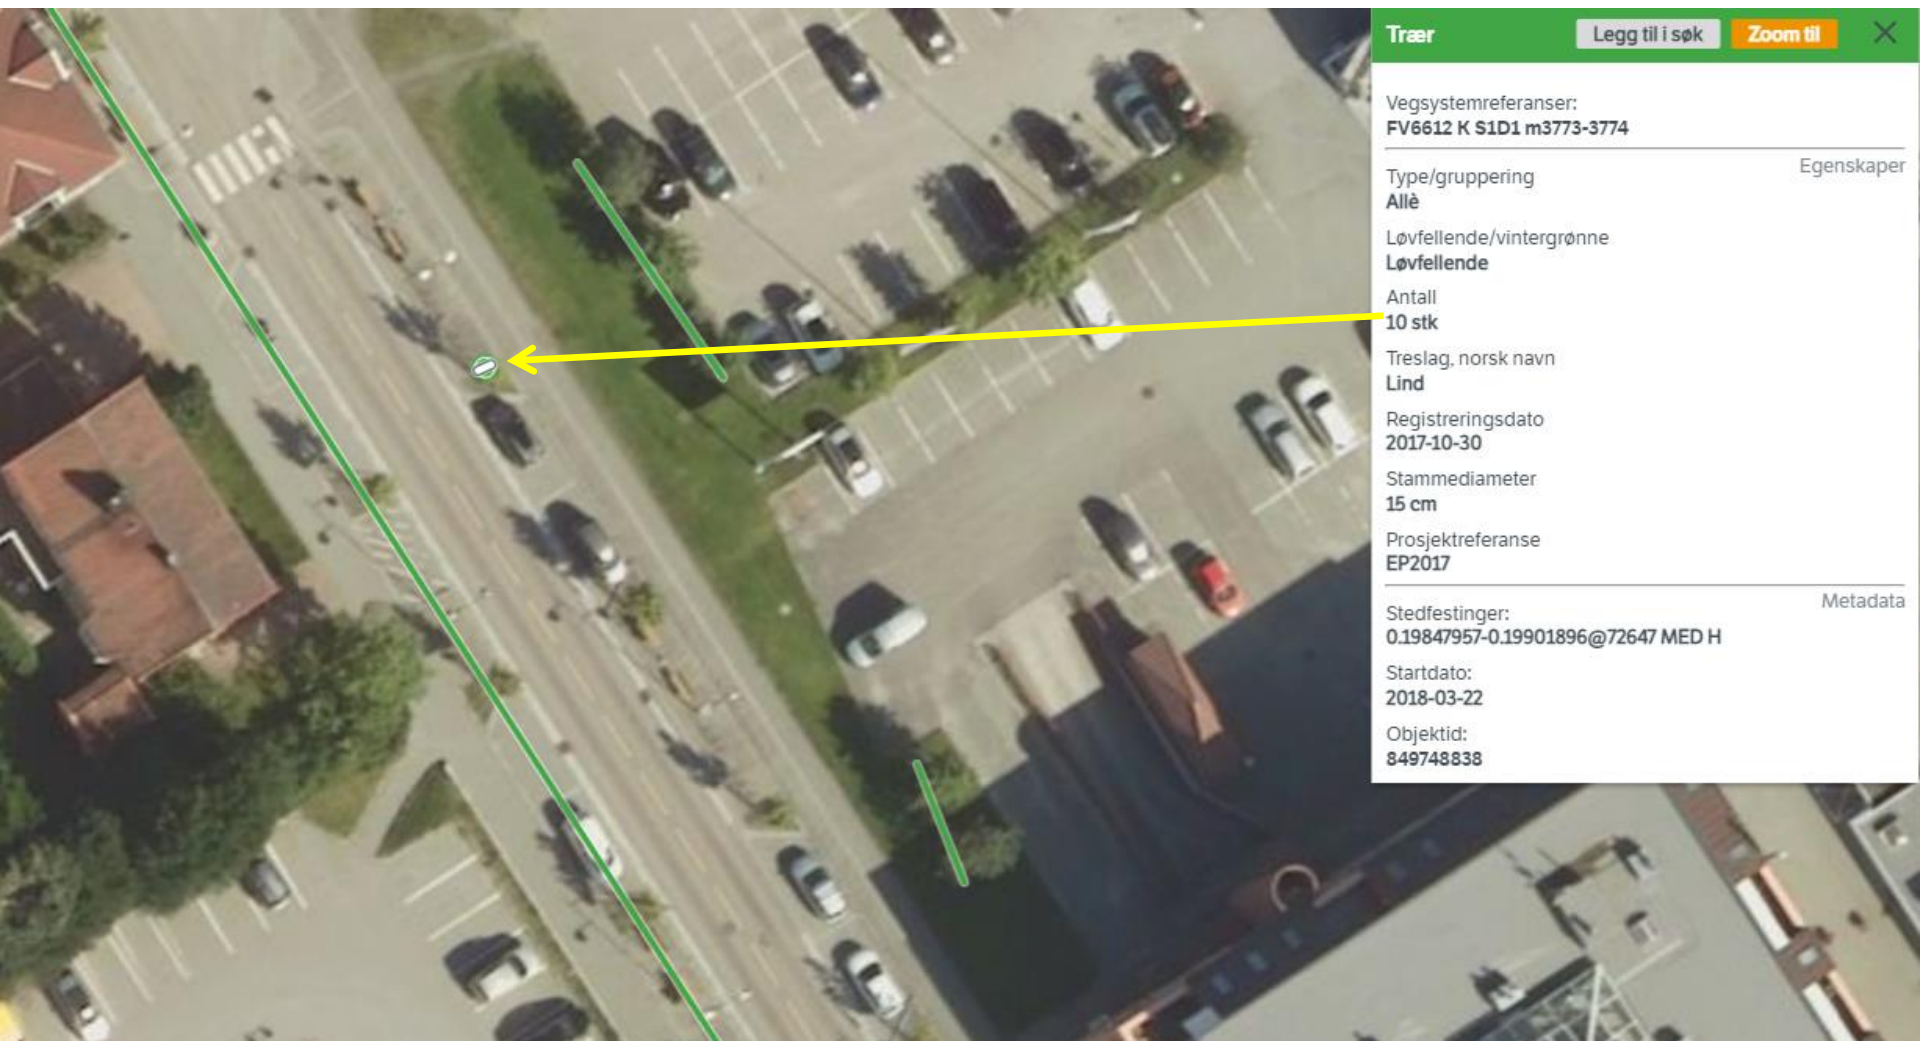 Trær
Legg til i søk
Zoom til
Vegsystemreferanser:
FV6612 K S1D1 m3773-3774
Egenskaper
Type/gruppering
Allè
Løvfellende/vintergrønne
Løvfellende
Antall
10 stk
Treslag, norsk navn
Lind
Registreringsdato
2017-10-30
Stammediameter
15 cm
Prosjektreferanse
EP2017
Metadata
Stedfestinger:
0.19847957-0.19901896@72647 MED H
Startdato:
2018-03-22
Objektid:
849748838